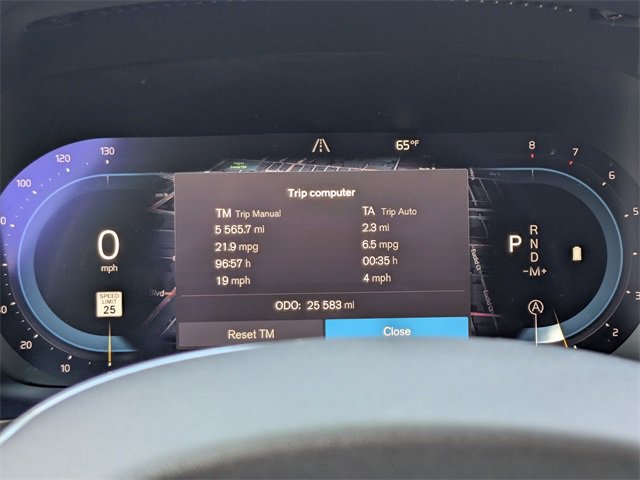 65°F
130
120
100
80
20
10
0
mph
SPEED
LIMIT
25
Blvd
Trip computer
TM Trip Manual
5 565.7 mi
21.9 mpg
96:57 h
19 mph
TA Trip Auto
2.3 mi
6.5 mpg
00:35 h
4 mph
ODO: 25 583 mi
Reset TM
Close
8
7
6
5
2
P
R
N
D
-M+
A